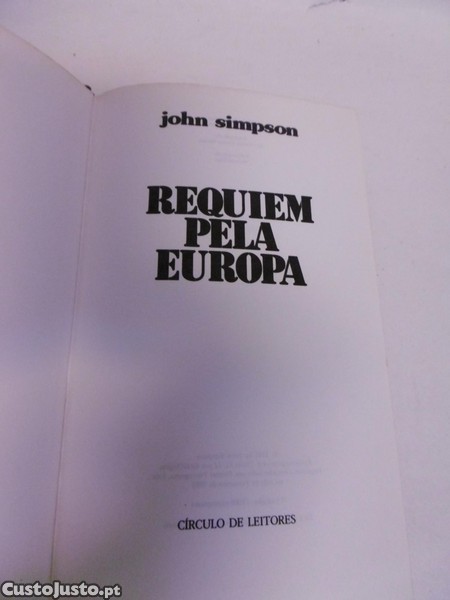 john simpson
REQUIEM
PELA
EUROPA
CÍRCULO DE LEITORES
CustoJusto.pt